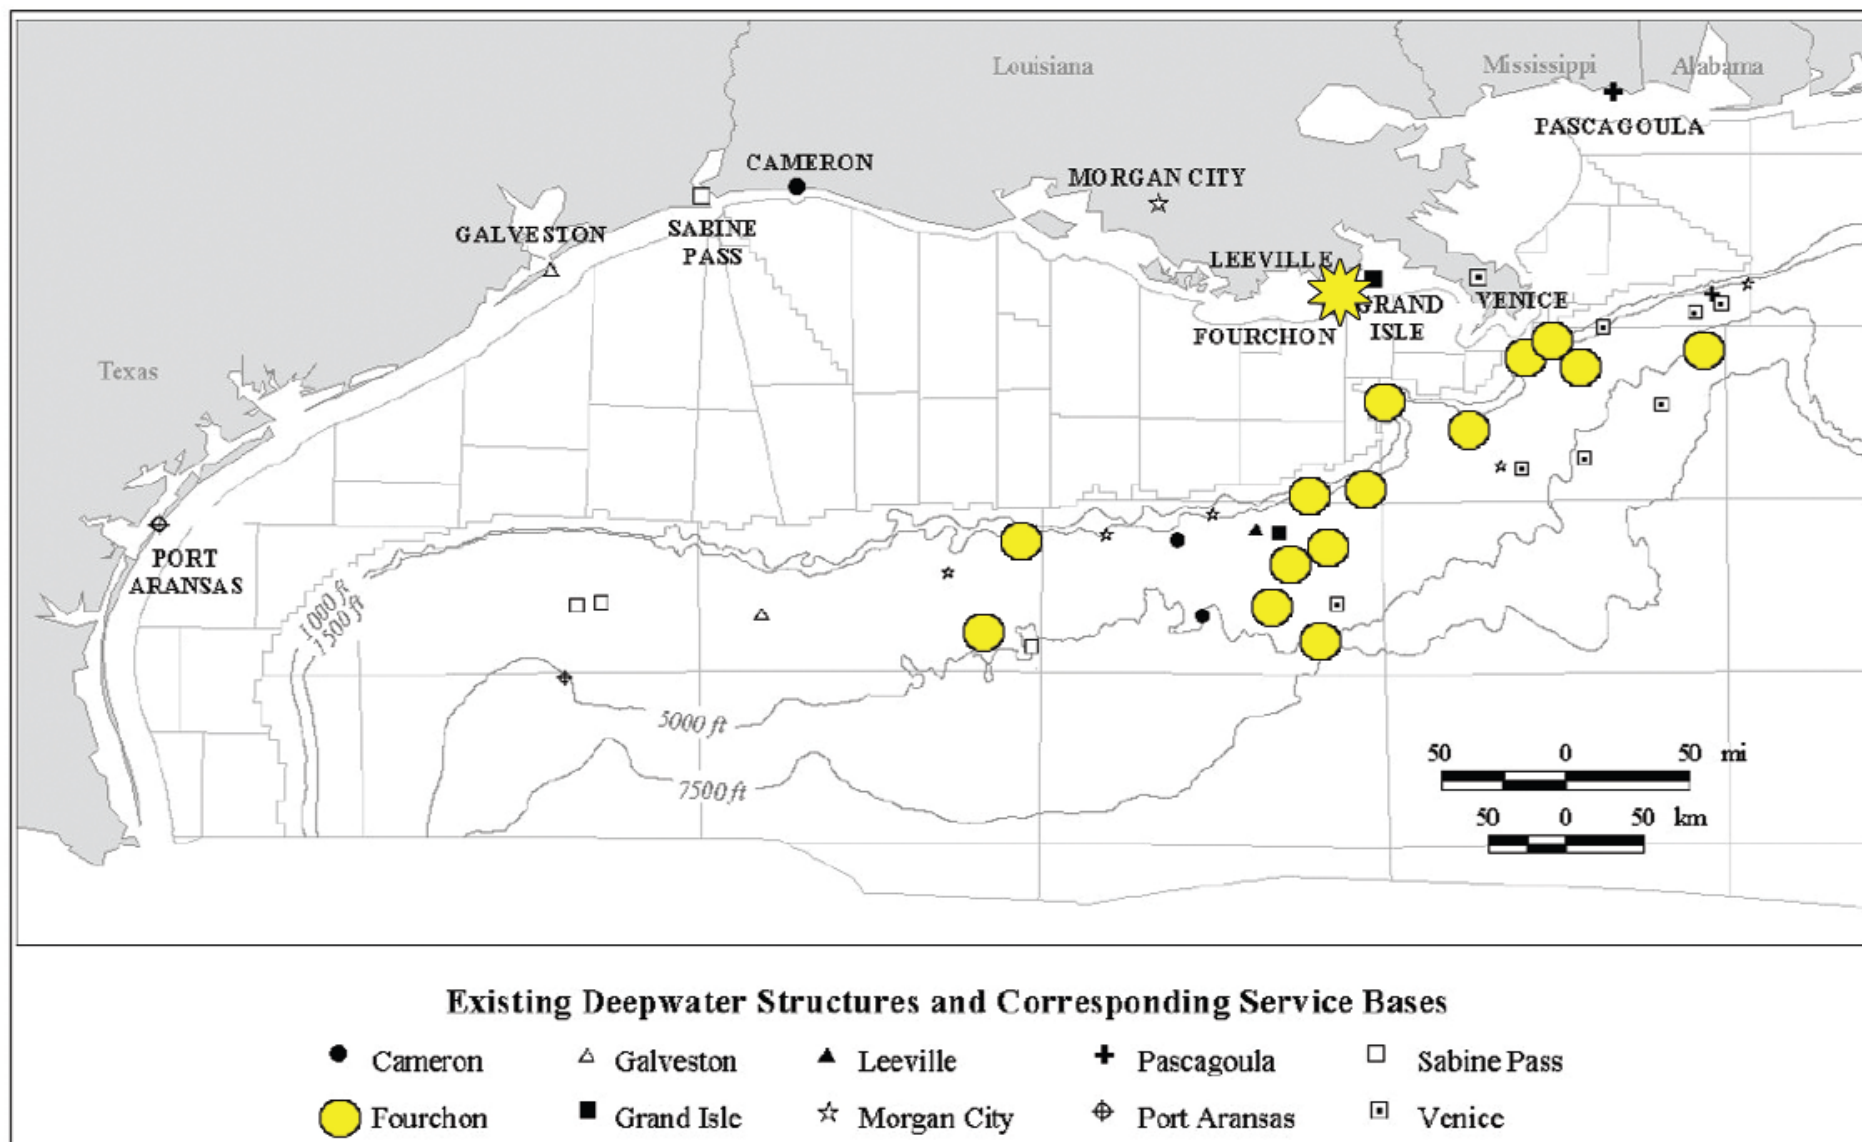 Louisiana
Mississippi
Alabama
PASCAGOULA
CAMERON
MORGAN CITY
GALVESTON
SABINE
PASS
LEEVILLE
GRAND
ISLE
VENICE
FOURCHON
Texas
PORT
ARANSAS
1000 ft
1500 ft
5000 ft
7500 ft
50 0 50 mi
50 0 50 km
Existing Deepwater Structures and Corresponding Service Bases
Cameron Galveston Leeville Pascagoula Sabine Pass
Fourchon Grand Isle Morgan City Port Aransas Venice